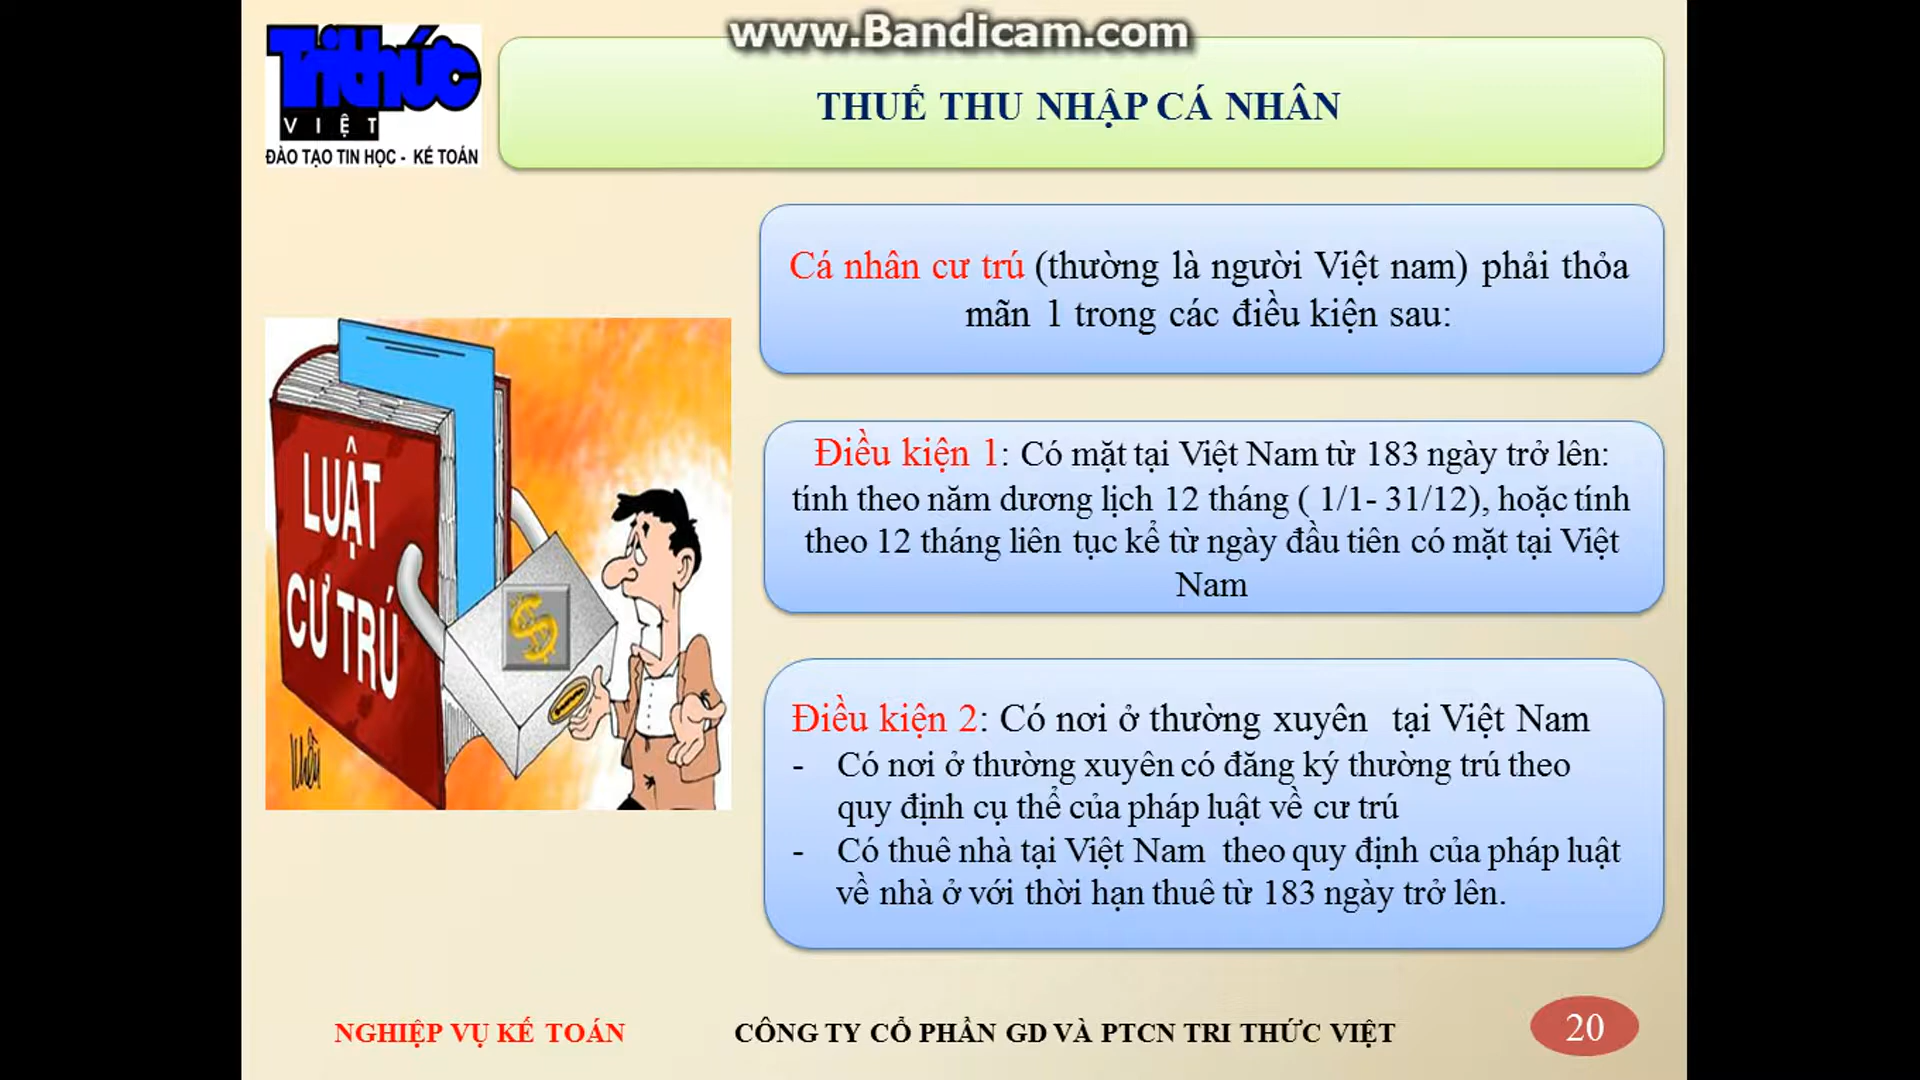 www.Bandicam.com
Trithức
VIỆT
ĐÀO TẠO TIN HỌC - KẾ TOÁN
THUẾ THU NHẬP CÁ NHÂN
Cá nhân cư trú (thường là người Việt nam) phải thỏa
mãn 1 trong các điều kiện sau:
LUẬT
CƯ TRÚ
Điều kiện 1: Có mặt tại Việt Nam từ 183 ngày trở lên:
tính theo năm dương lịch 12 tháng ( 1/1- 31/12), hoặc tính
theo 12 tháng liên tục kể từ ngày đầu tiên có mặt tại Việt
Nam
Điều kiện 2: Có nơi ở thường xuyên tại Việt Nam
- Có nơi ở thường xuyên có đăng ký thường trú theo
quy định cụ thể của pháp luật về cư trú
- Có thuê nhà tại Việt Nam theo quy định của pháp luật
về nhà ở với thời hạn thuê từ 183 ngày trở lên.
NGHIỆP VỤ KẾ TOÁN
CÔNG TY CỔ PHẦN GD VÀ PTCN TRI THỨC VIỆT
20